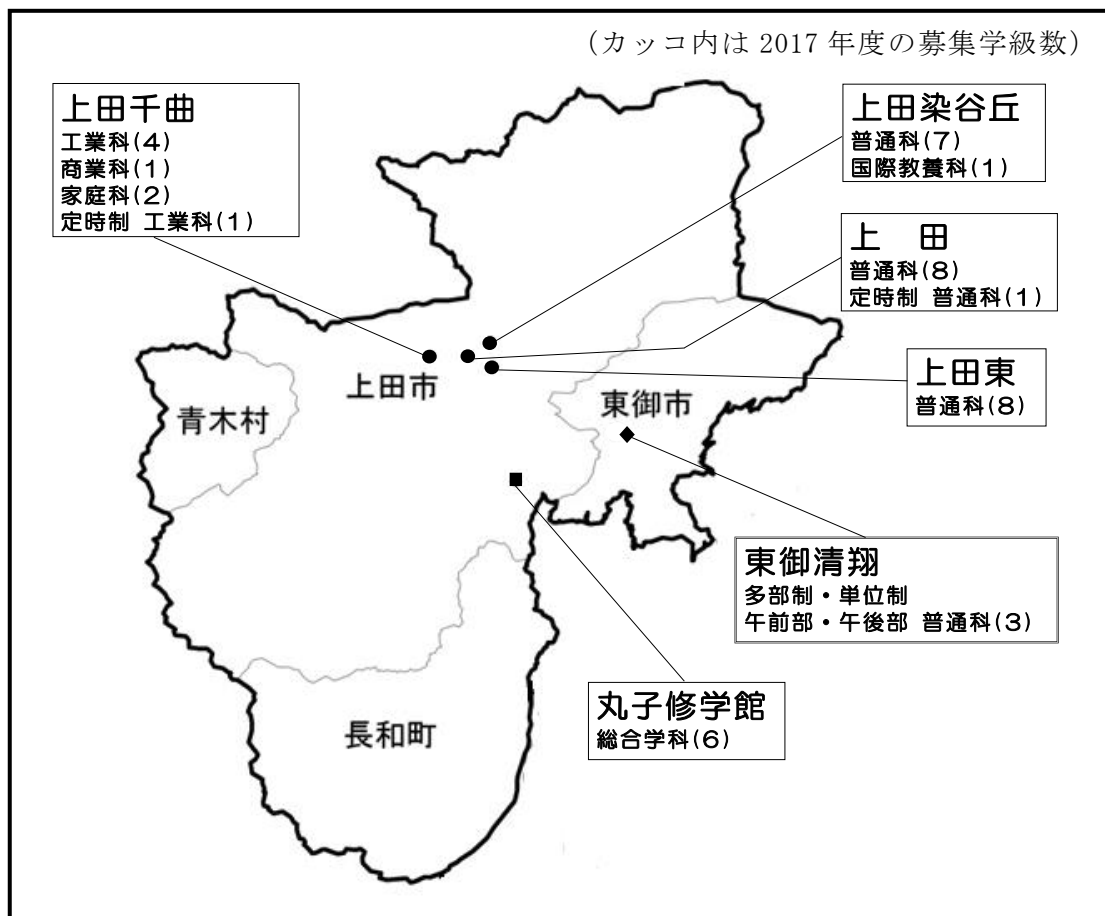 (カッコ内は 2017 年度の募集学級数)
上田千曲
工業科(4)
商業科(1)
家庭科(2)
定時制 工業科(1)
上田染谷丘
普通科(7)
国際教養科(1)
上 田
普通科(8)
定時制 普通科(1)
上田東
普通科(8)
上田市
青木村
東御市
東御清翔
多部制・単位制
午前部・午後部 普通科(3)
丸子修学館
総合学科(6)
長和町